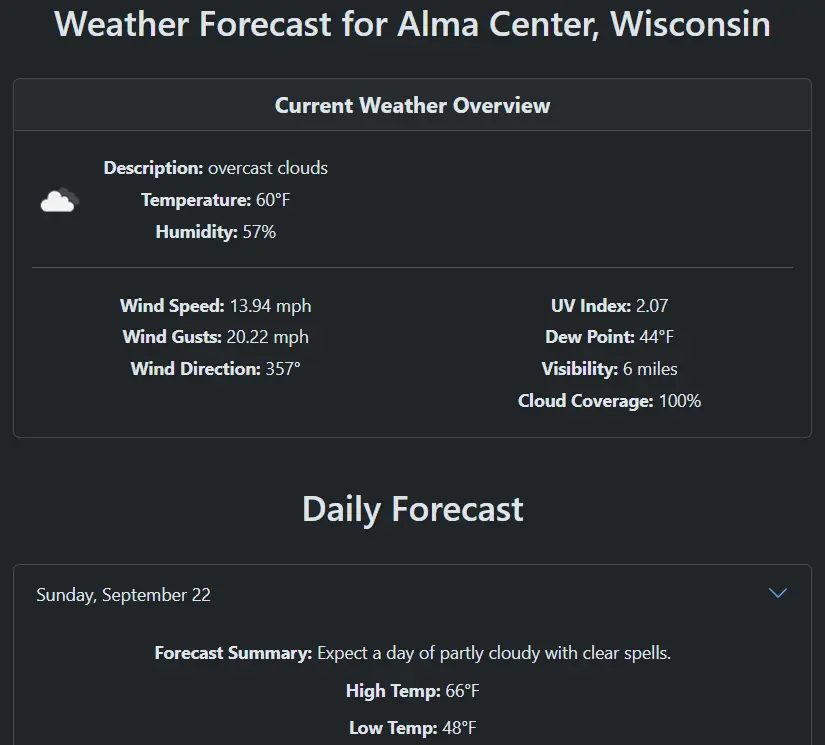 Weather Forecast for Alma Center, Wisconsin
Current Weather Overview
Description: overcast clouds
Temperature: 60°F
Humidity: 57%
Wind Speed: 13.94 mph
Wind Gusts: 20.22 mph
Wind Direction: 357°
UV Index: 2.07
Dew Point: 44°F
Visibility: 6 miles
Cloud Coverage: 100%
Daily Forecast
Sunday, September 22
Forecast Summary: Expect a day of partly cloudy with clear spells.
High Temp: 66°F
Low Temp: 48°F